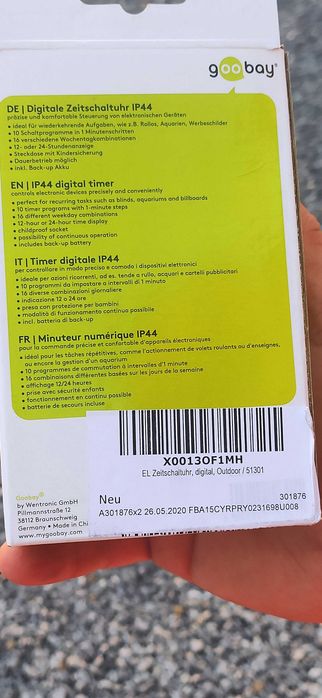 goobay®
DE | Digitale Zeitschaltuhr IP44
präzise und komfortable Steuerung von elektronischen Geräten
• ideal für wiederkehrende Aufgaben, wie z.B. Rollos, Aquarien, Werbeschilder
• 10 Schaltprogramme in 1 Minutenschritten
• 16 verschiedene Wochentagkombinationen
• 12- oder 24-Stundenanzeige
• Steckdose mit Kindersicherung
• Dauerbetrieb möglich
• inkl. Back-up Akku
EN | IP44 digital timer
controls electronic devices precisely and conveniently
• perfect for recurring tasks such as blinds, aquariums and billboards
• 10 timer programs with 1-minute steps
• 16 different weekday combinations
• 12-hour or 24-hour time display
• childproof socket
• possibility of continuous operation
• includes back-up battery
IT | Timer digitale IP44
per controllare in modo preciso e comodo i dispositivi elettronici
• ideale per azioni ricorrenti, ad es. tende a rullo, acquari e cartelli pubblicitari
• 10 programmi da impostare a intervalli di 1 minuto
• 16 diverse combinazioni giornaliere
• indicazione 12 o 24 ore
• presa con protezione per bambini
• modalità di funzionamento continua possibile
• incl. batteria di back-up
FR | Minuteur numérique IP44
pour la commande précise et confortable d'appareils électroniques
• idéal pour les tâches répétitives, comme l'actionnement de volets roulants ou d'enseignes,
ou encore la gestion d'un aquarium
• 10 programmes de commutation à intervalles d'1 minute
• 16 combinaisons différentes basées sur les jours de la semaine
• affichage 12/24 heures
• prise avec sécurité enfants
• fonctionnement en continu possible
• batterie de secours incluse
X0013OF1MH
EL Zeitschaltuhr, digital, Outdoor / 51301
Neu
301876
A301876x2 26.05.2020 FBA15CYRPRY0231698U008
Goobay®
by Wentronic GmbH
Pillmannstraße 12
38112 Braunschweig
Germany • Made in Chi
www.mygoobay.com